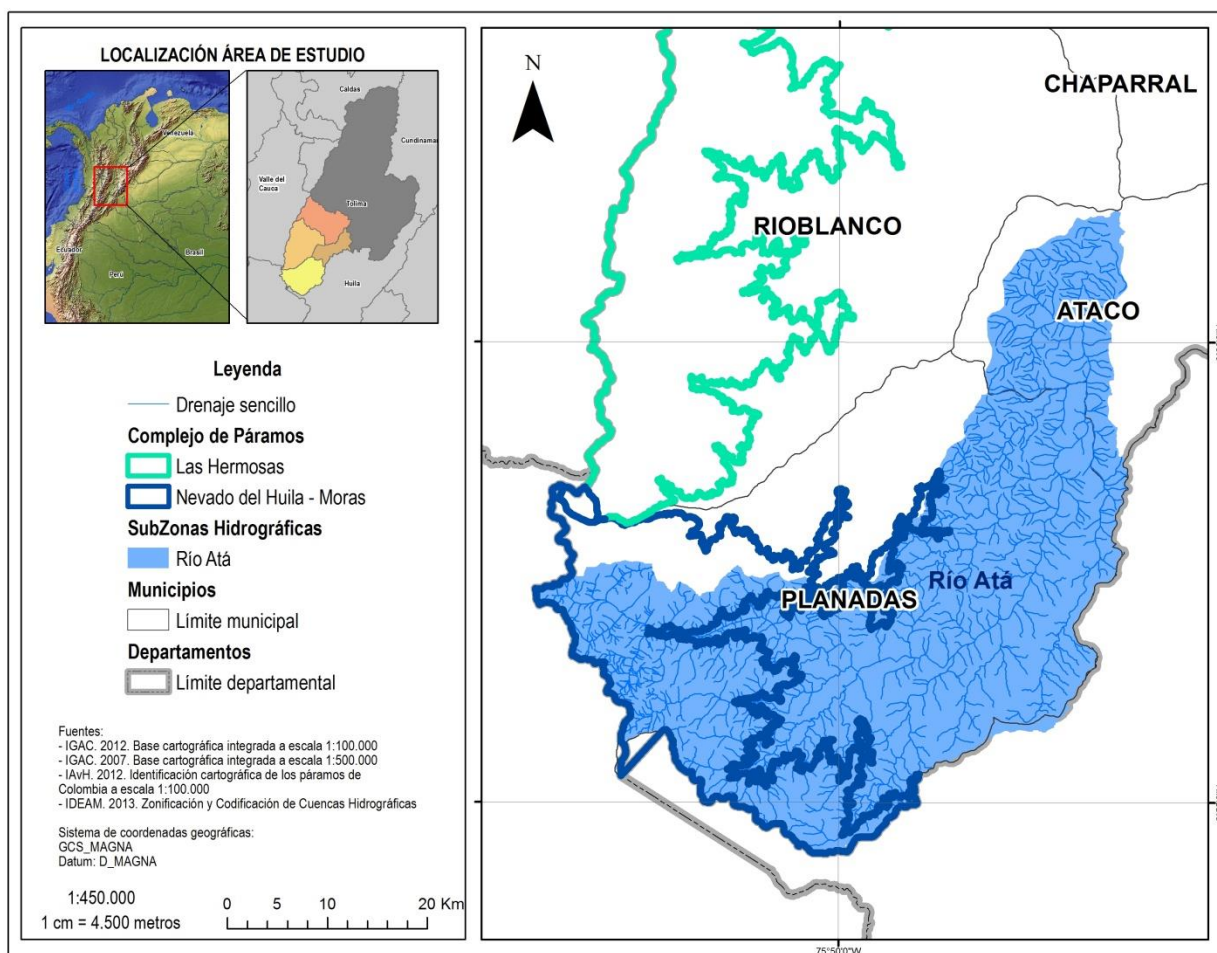 LOCALIZACIÓN ÁREA DE ESTUDIO
Venezuela
Ecuador
Perú
Brasil
Caldas
Cundinamar
Valle del
Cauca
Tolima
Huila
Leyenda
Drenaje sencillo
Complejo de Páramos
Las Hermosas
Nevado del Huila - Moras
SubZonas Hidrográficas
Río Atá
Municipios
Límite municipal
Departamentos
Límite departamental
Fuentes:
- IGAC. 2012. Base cartográfica integrada a escala 1:100.000
- IGAC. 2007. Base cartográfica integrada a escala 1:500.000
- IAvH. 2012. Identificación cartográfica de los páramos de
Colombia a escala 1:100.000
- IDEAM. 2013. Zonificación y Codificación de Cuencas Hidrográficas
Sistema de coordenadas geográficas:
GCS_MAGNA
Datum: D_MAGNA
1:450.000
1 cm = 4.500 metros
0 5 10 20 Km
N
CHAPARRAL
RIOBLANCO
ATACO
Río Atá
PLANADAS
75°50'0"W